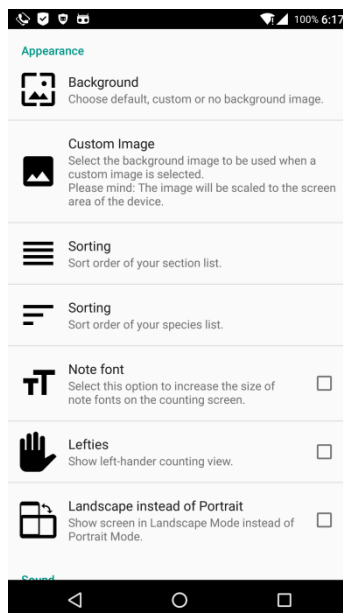 100% 6:17
Appearance
Background
Choose default, custom or no background image.
Custom Image
Select the background image to be used when a
custom image is selected.
Please mind: The image will be scaled to the screen
area of the device.
Sorting
Sort order of your section list.
Sorting
Sort order of your species list.
Note font
Select this option to increase the size of
note fonts on the counting screen.
Lefties
Show left-hander counting view.
Landscape instead of Portrait
Show screen in Landscape Mode instead of
Portrait Mode.
Sound